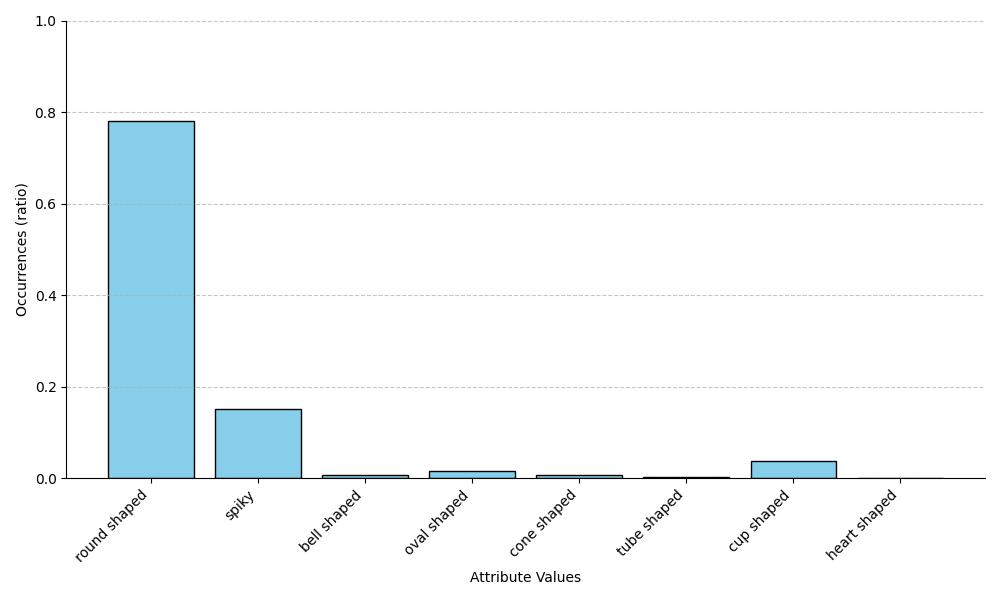 1.0
0.8
0.6
0.4
0.2
0.0
Occurrences (ratio)
round shaped
spiky
bell shaped
oval shaped
cone shaped
tube shaped
cup shaped
heart shaped
Attribute Values